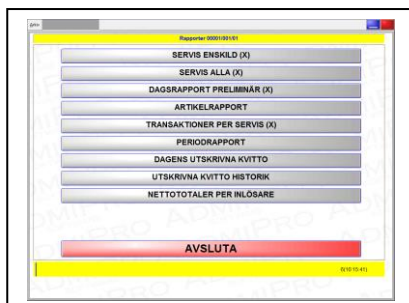 Arkiv
Rapporter 00001/001/01
SERVIS ENSKILD (X)
SERVIS ALLA (X)
DAGSRAPPORT PRELIMINÄR (X)
ARTIKELRAPPORT
TRANSAKTIONER PER SERVIS (X)
PERIODRAPPORT
DAGENS UTSKRIVNA KVITTO
UTSKRIVNA KVITTO HISTORIK
NETTOTOTALER PER INLÖSARE
AVSLUTA